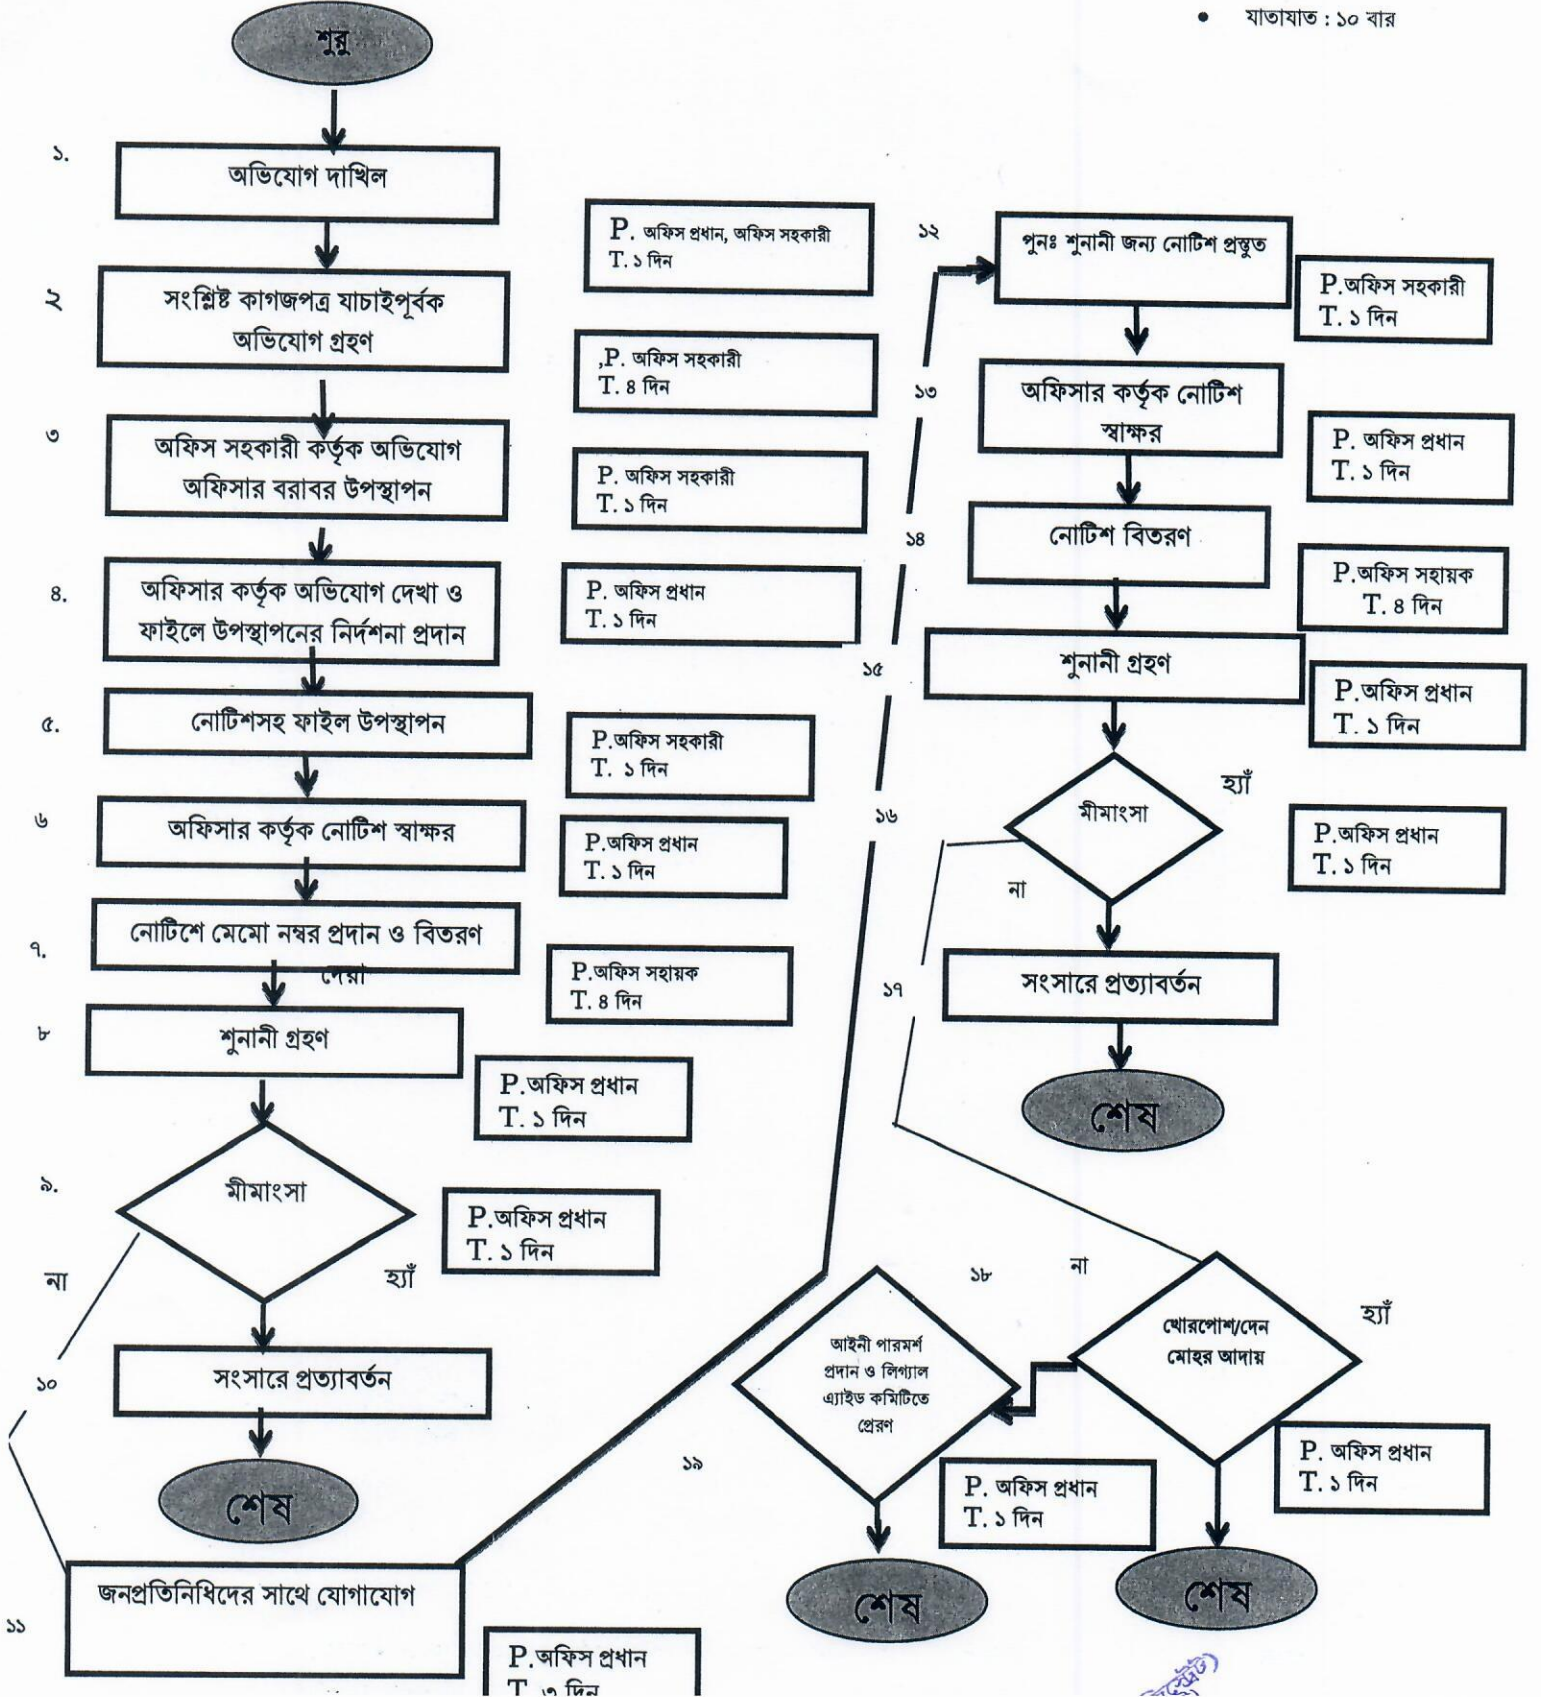 • যাতাযাত : ১০ বার
শুরু
১.
অভিযোগ দাখিল
২
সংশ্লিষ্ট কাগজপত্র যাচাইপূর্বক
অভিযোগ গ্রহণ
P. অফিস প্রধান, অফিস সহকারী
T. ১ দিন
৩
অফিস সহকারী কর্তৃক অভিযোগ
অফিসার বরাবর উপস্থাপন
,P. অফিস সহকারী
T. ৪ দিন
৪.
অফিসার কর্তৃক অভিযোগ দেখা ও
ফাইলে উপস্থাপনের নির্দশনা প্রদান
P. অফিস সহকারী
T. ১ দিন
P. অফিস প্রধান
T. ১ দিন
৫.
নোটিশসহ ফাইল উপস্থাপন
P.অফিস সহকারী
T. ১ দিন
৬
অফিসার কর্তৃক নোটিশ স্বাক্ষর
P.অফিস প্রধান
T. ১ দিন
৭.
নোটিশে মেমো নম্বর প্রদান ও বিতরণ
দেয়া
P.অফিস সহায়ক
T. ৪ দিন
৮
শুনানী গ্রহণ
P.অফিস প্রধান
T. ১ দিন
৯.
মীমাংসা
P.অফিস প্রধান
T. ১ দিন
না
হ্যাঁ
১০
সংসারে প্রত্যাবর্তন
শেষ
১১
জনপ্রতিনিধিদের সাথে যোগাযোগ
P.অফিস প্রধান
T. ৩ দিন
১২
পুনঃ শুনানী জন্য নোটিশ প্রস্তুত
P.অফিস সহকারী
T. ১ দিন
১৩
অফিসার কর্তৃক নোটিশ
স্বাক্ষর
P. অফিস প্রধান
T. ১ দিন
১৪
নোটিশ বিতরণ
P.অফিস সহায়ক
T. ৪ দিন
১৫
শুনানী গ্রহণ
P.অফিস প্রধান
T. ১ দিন
১৬
মীমাংসা
হ্যাঁ
না
P.অফিস প্রধান
T. ১ দিন
১৭
সংসারে প্রত্যাবর্তন
শেষ
১৮
না
খোরপোশ/দেন
মোহর আদায়
হ্যাঁ
P. অফিস প্রধান
T. ১ দিন
শেষ
১৯
আইনী পারমর্শ
প্রদান ও লিগ্যাল
এ্যাইড কমিটিতে
প্রেরণ
P. অফিস প্রধান
T. ১ দিন
শেষ